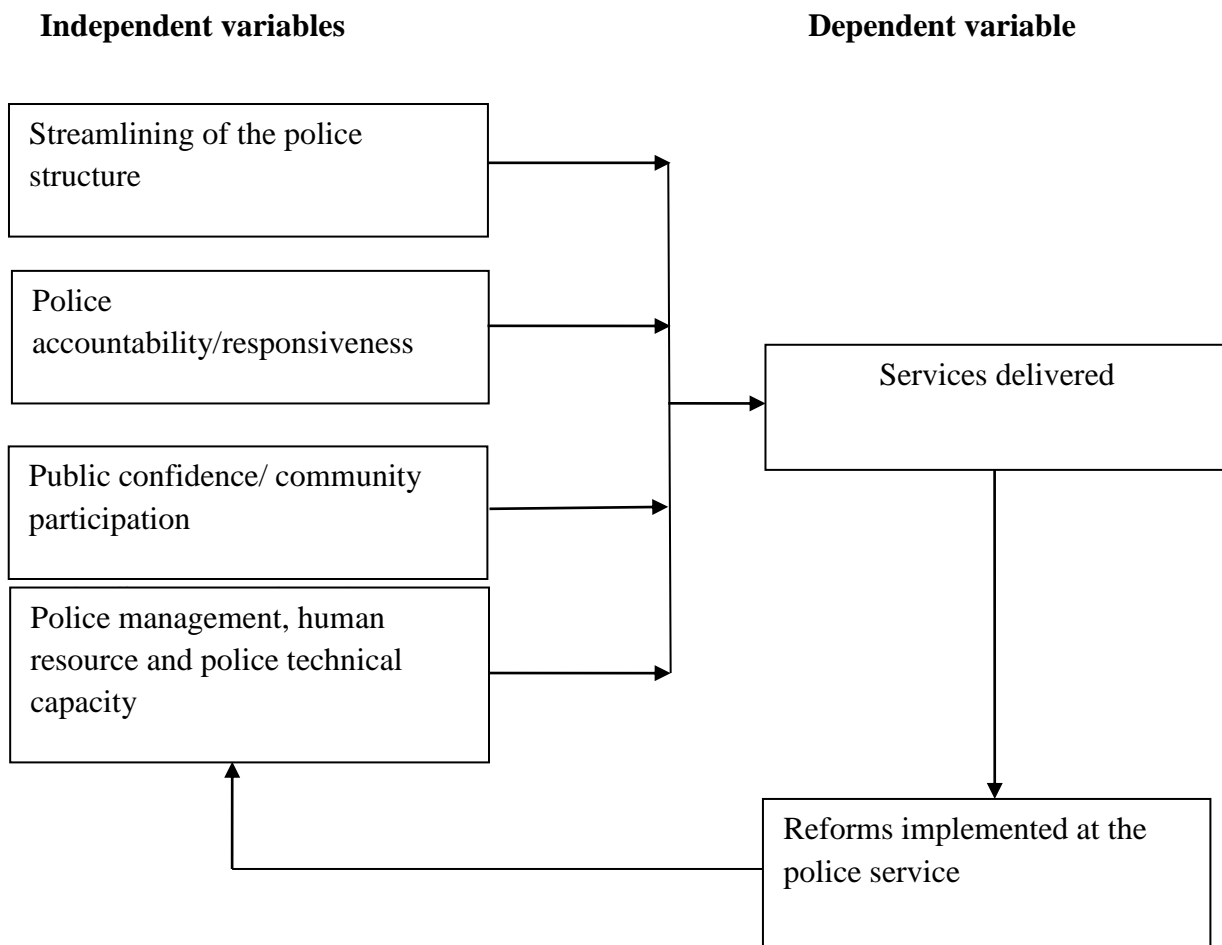 Independent variables
Dependent variable
Streamlining of the police
structure
Police
accountability/responsiveness
Services delivered
Public confidence/ community
participation
Police management, human
resource and police technical
capacity
Reforms implemented at the
police service